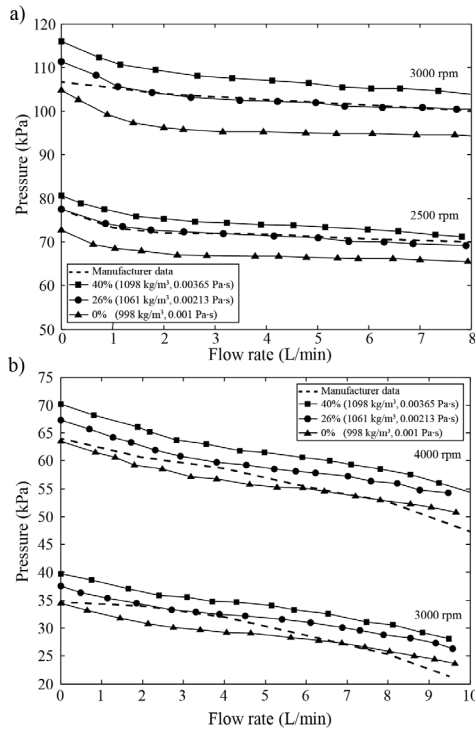 a)
120
110
100
90
80
70
60
50
Pressure (kPa)
3000 rpm
2500 rpm
Manufacturer data
40% (1098 kg/m³, 0.00365 Pa·s)
26% (1061 kg/m³, 0.00213 Pa·s)
0% (998 kg/m³, 0.001 Pa·s)
0 1 2 3 4 5 6 7 8
Flow rate (L/min)
b)
75
70
65
60
55
50
45
40
35
30
25
20
Pressure (kPa)
Manufacturer data
40% (1098 kg/m³, 0.00365 Pa·s)
26% (1061 kg/m³, 0.00213 Pa·s)
0% (998 kg/m³, 0.001 Pa·s)
4000 rpm
3000 rpm
0 1 2 3 4 5 6 7 8 9 10
Flow rate (L/min)